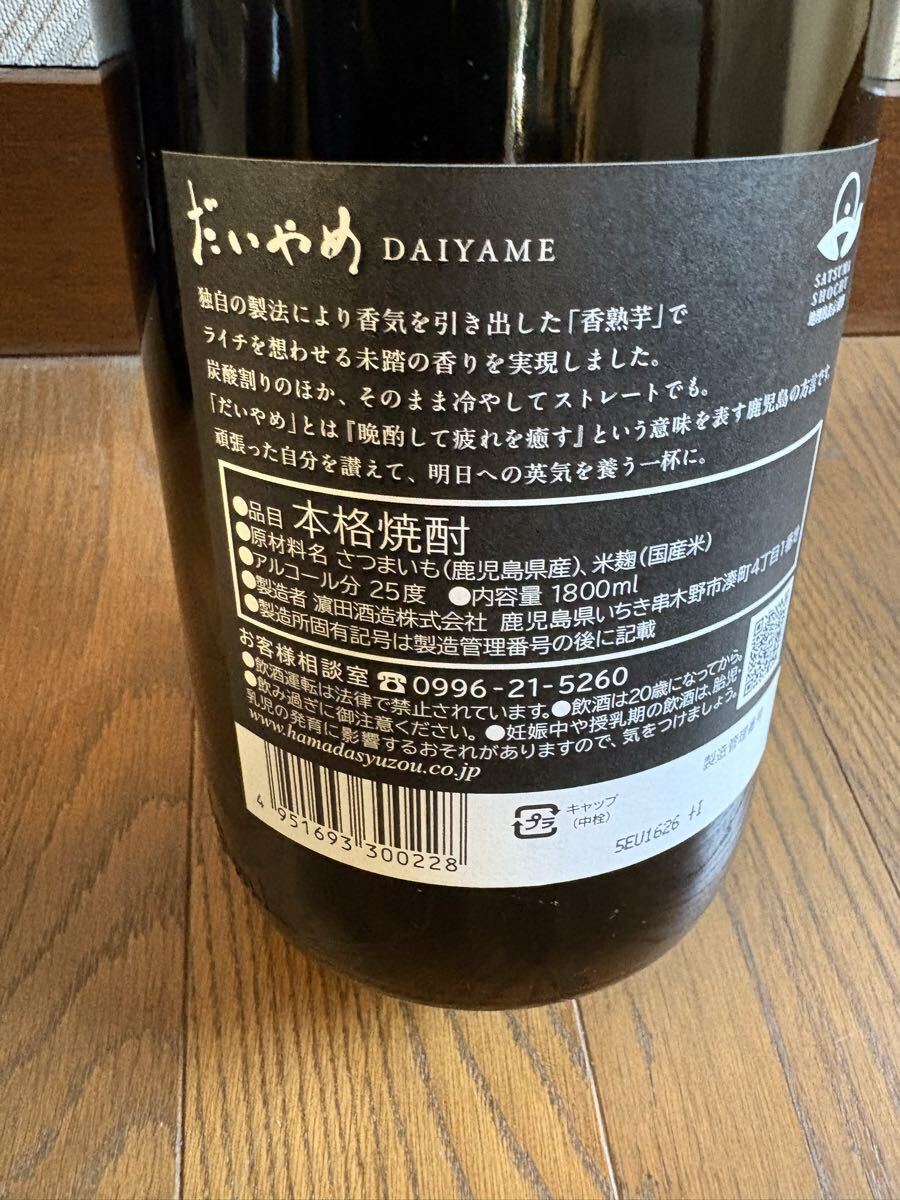 だいやめ DAIYAME
SATSUMA
SHOCHU
独自の製法により香気を引き出した「香熟芋」で
ライチを想わせる未踏の香りを実現しました。
炭酸割りのほか、そのまま冷やしてストレートでも。
「だいやめ」とは『晩酌して疲れを癒す』という意味を表す鹿児島の方言です。
頑張った自分を讃えて、明日への英気を養う一杯に。
●品目 本格焼酎
●原材料名 さつまいも(鹿児島県産)、米麹(国産米)
●アルコール分 25度 ●内容量 1800ml
●製造者 濵田酒造株式会社 鹿児島県いちき串木野市湊町4丁目1番地
●製造所固有記号は製造管理番号の後に記載
お客様相談室 ☎0996-21-5260
●飲酒運転は法律で禁止されています。●飲酒は20歳になってから。
●飲み過ぎに御注意ください。●妊娠中や授乳期の飲酒は、胎児・
乳児の発育に影響するおそれがありますので、気をつけましょう。
www.hamadasyuzou.co.jp
製造管理番号
4 951693 300228
プラ
キャップ
(中栓)
5EU1626 +I